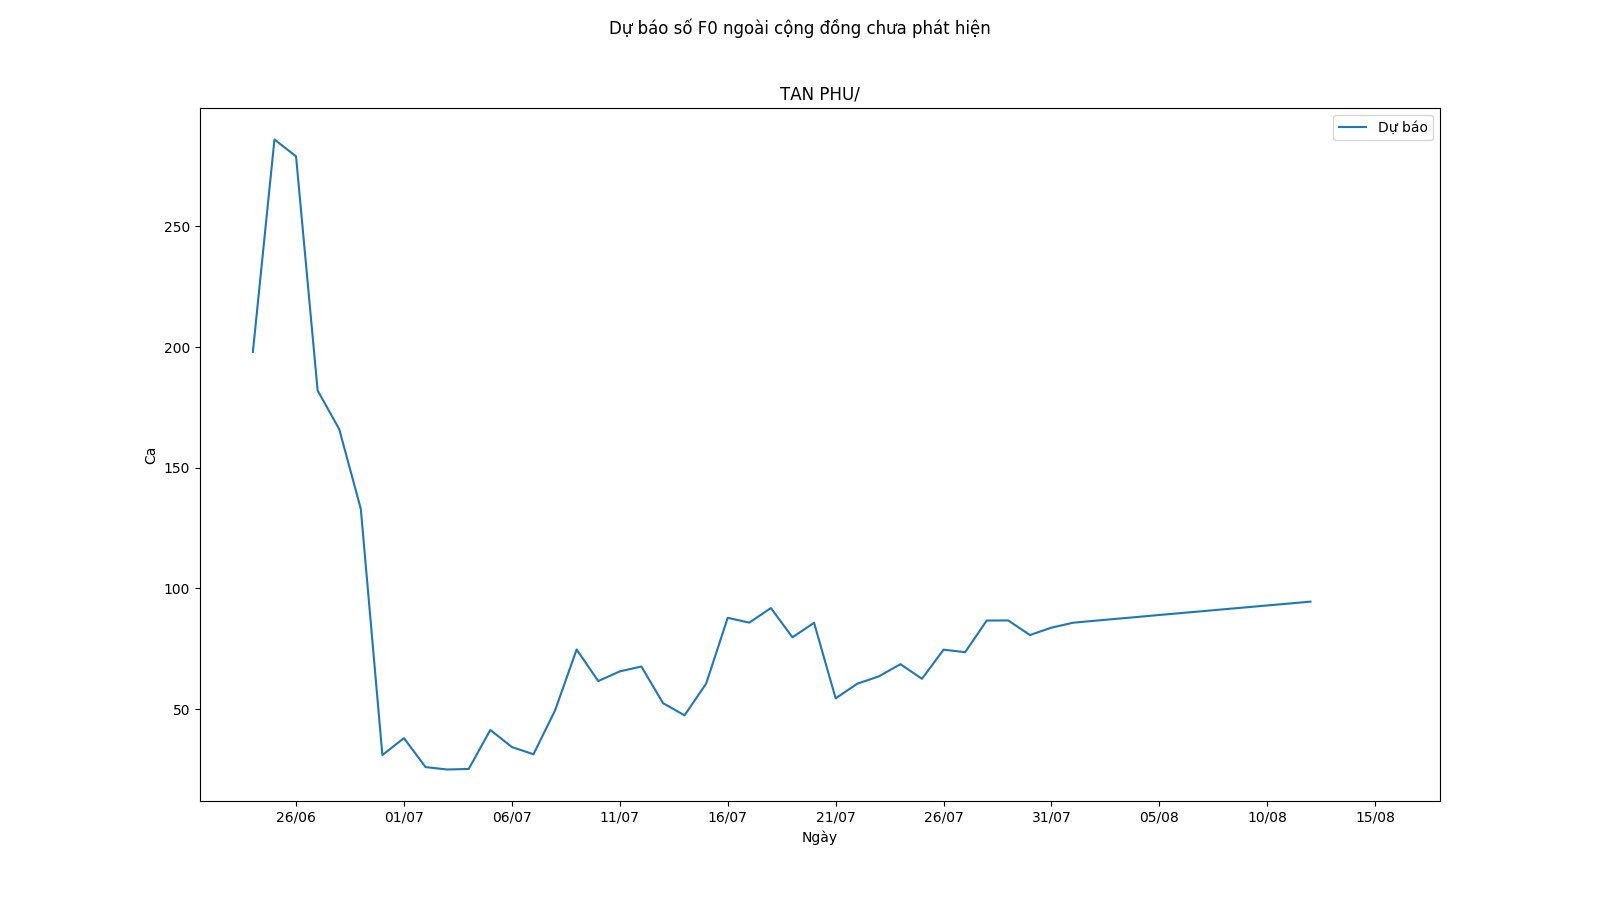 Dự báo số F0 ngoài cộng đồng chưa phát hiện
TAN PHU/
Dự báo
250
200
150
100
50
Ca
26/06 01/07 06/07 11/07 16/07 21/07 26/07 31/07 05/08 10/08 15/08
Ngày